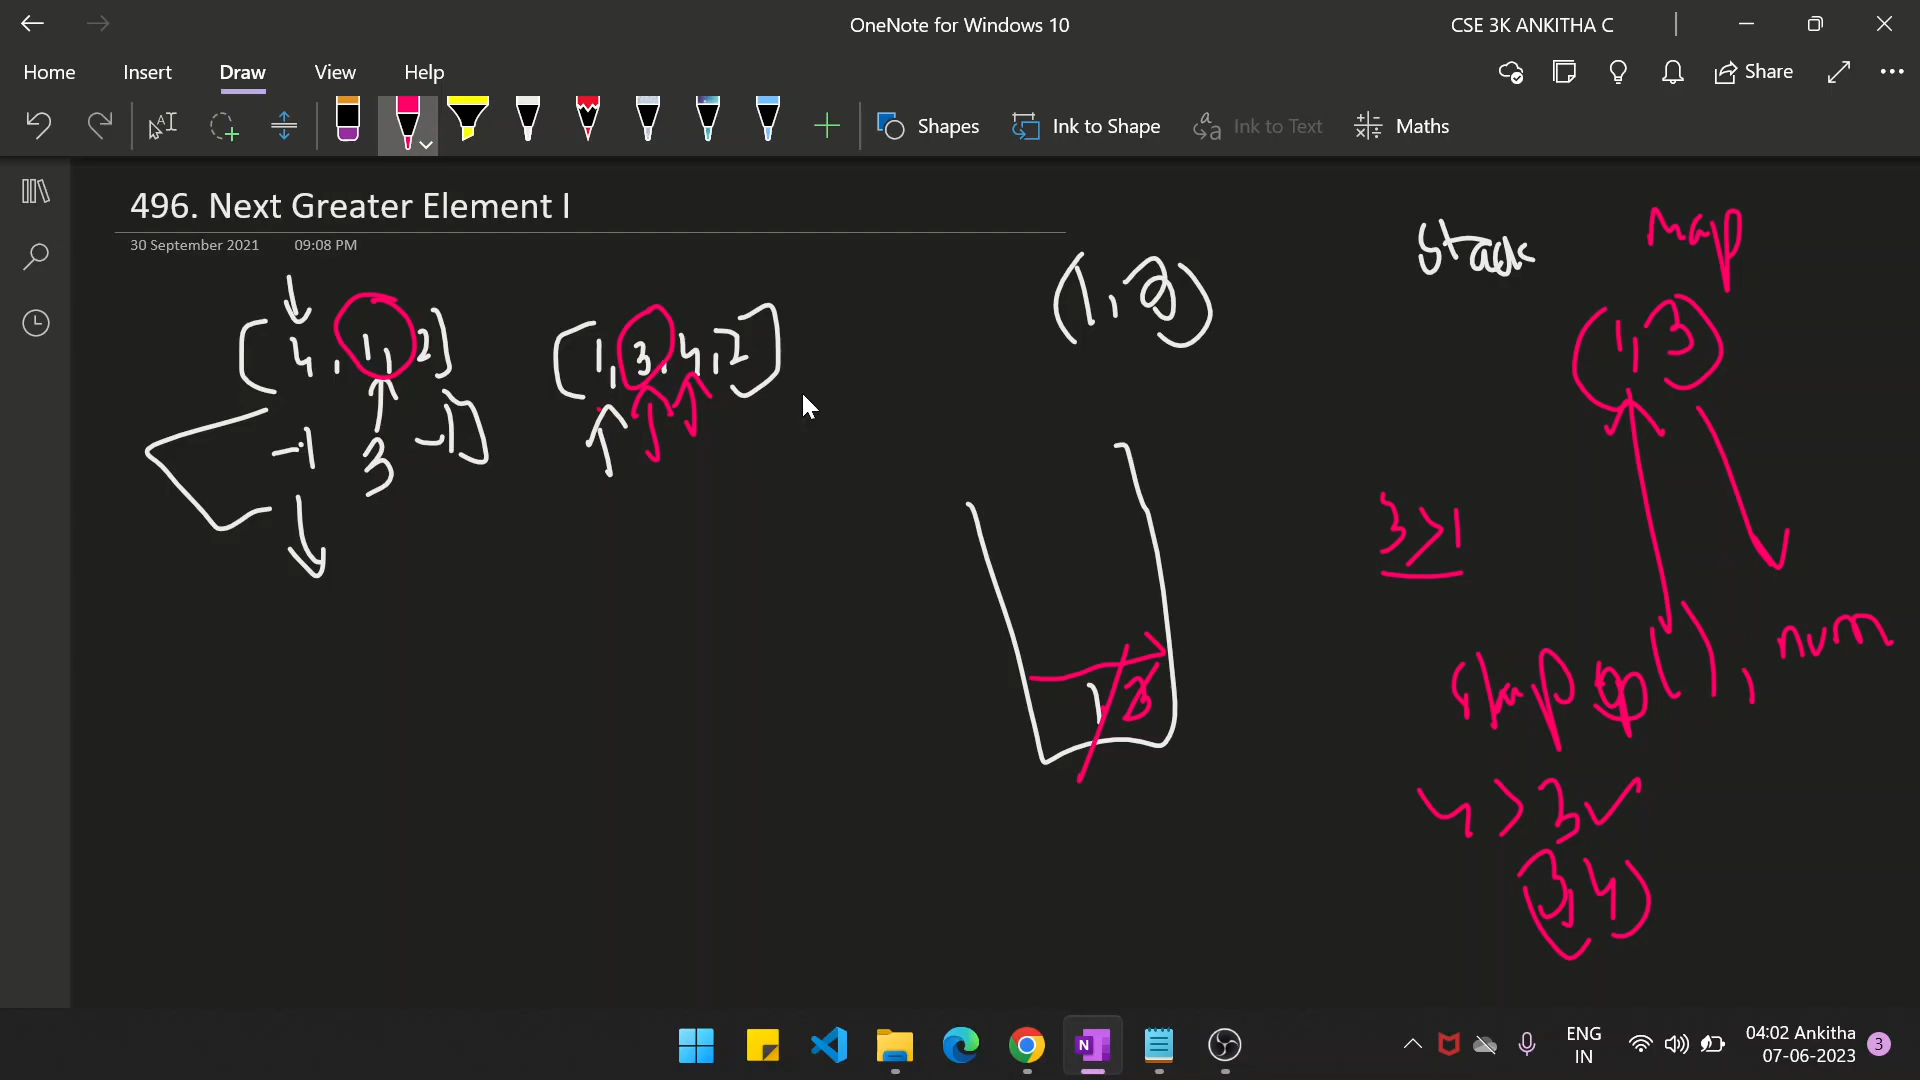 OneNote for Windows 10
CSE 3K ANKITHA C
Home Insert Draw View Help
Share
Shapes
Ink to Shape
Ink to Text
Maths
496. Next Greater Element I
30 September 2021 09:08 PM
stack
Map
[4, 1, 2] [1, 3, 4, 2]
(1, 3)
-1 3 -1]
3>1
1 3
(), num
4 > 3 ✓
(3, 4)
ENG
IN
04:02 Ankitha
07-06-2023
3